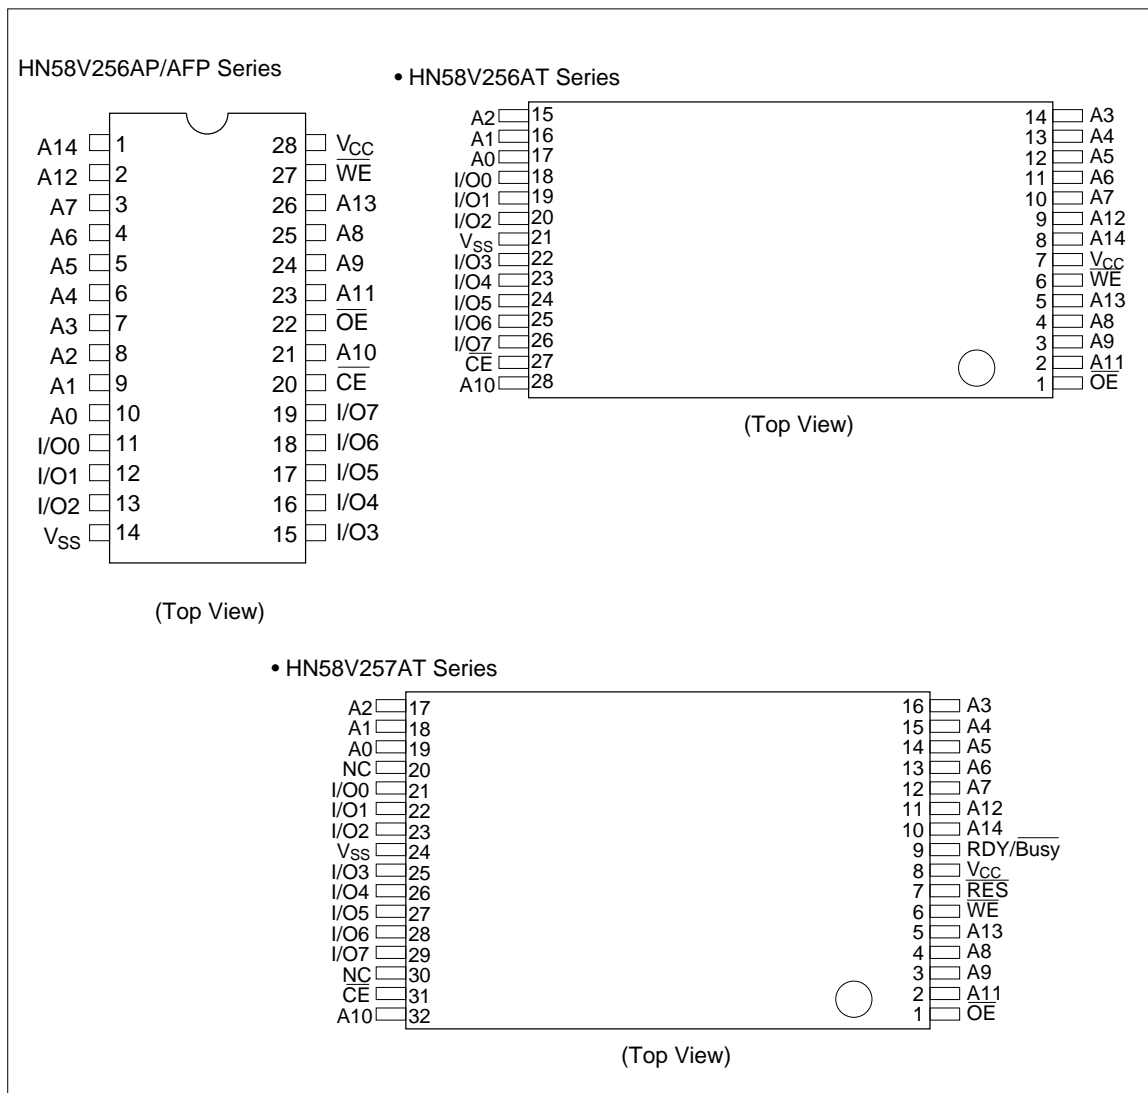 HN58V256AP/AFP Series
A14 1 28 VCC
A12 2 27 WE
A7 3 26 A13
A6 4 25 A8
A5 5 24 A9
A4 6 23 A11
A3 7 22 OE
A2 8 21 A10
A1 9 20 CE
A0 10 19 I/O7
I/O0 11 18 I/O6
I/O1 12 17 I/O5
I/O2 13 16 I/O4
VSS 14 15 I/O3
(Top View)
• HN58V256AT Series
A2 15 14 A3
A1 16 13 A4
A0 17 12 A5
I/O0 18 11 A6
I/O1 19 10 A7
I/O2 20 9 A12
VSS 21 8 A14
I/O3 22 7 VCC
I/O4 23 6 WE
I/O5 24 5 A13
I/O6 25 4 A8
I/O7 26 3 A9
CE 27 2 A11
A10 28 1 OE
(Top View)
• HN58V257AT Series
A2 17 16 A3
A1 18 15 A4
A0 19 14 A5
NC 20 13 A6
I/O0 21 12 A7
I/O1 22 11 A12
I/O2 23 10 A14
VSS 24 9 RDY/Busy
I/O3 25 8 VCC
I/O4 26 7 RES
I/O5 27 6 WE
I/O6 28 5 A13
I/O7 29 4 A8
NC 30 3 A9
CE 31 2 A11
A10 32 1 OE
(Top View)